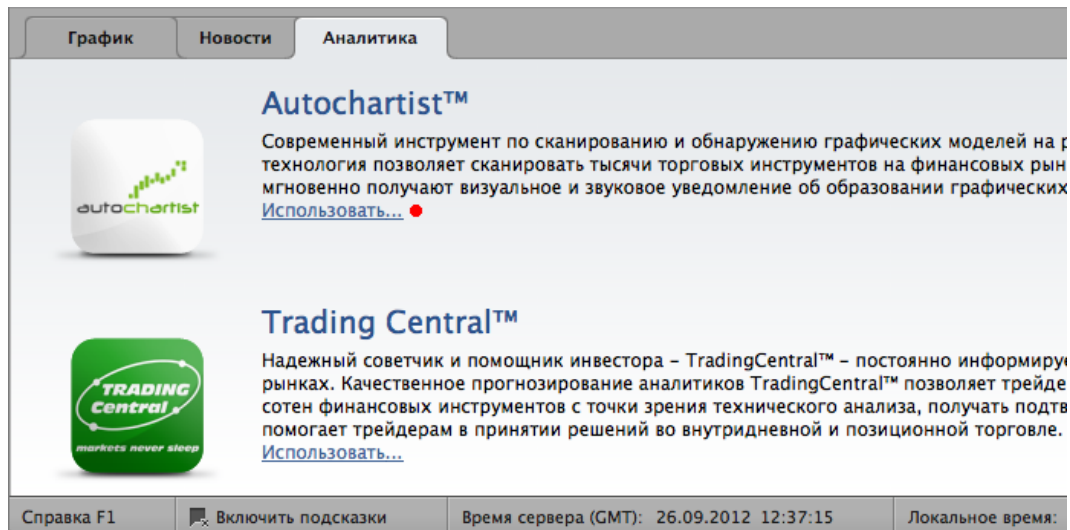 График Новости Аналитика
Autochartist™
Современный инструмент по сканированию и обнаружению графических моделей на р
технология позволяет сканировать тысячи торговых инструментов на финансовых рын
мгновенно получают визуальное и звуковое уведомление об образовании графических
Использовать...
autochartist
Trading Central™
Надежный советчик и помощник инвестора – TradingCentral™ – постоянно информируе
рынках. Качественное прогнозирование аналитиков TradingCentral™ позволяет трейде
сотен финансовых инструментов с точки зрения технического анализа, получать подтв
помогает трейдерам в принятии решений во внутридневной и позиционной торговле.
Использовать...
TRADING
Central
markets never sleep
Справка F1 Включить подсказки Время сервера (GMT): 26.09.2012 12:37:15 Локальное время: